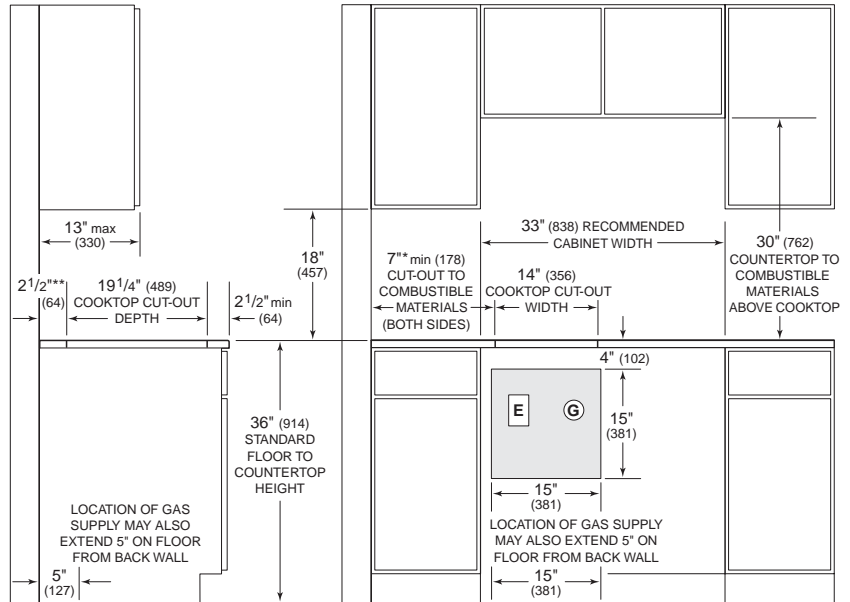 13" max
(330)
18"
(457)
33" (838) RECOMMENDED
CABINET WIDTH
30" (762)
COUNTERTOP TO
COMBUSTIBLE
MATERIALS
ABOVE COOKTOP
2 1/2"**
(64)
19 1/4" (489)
COOKTOP CUT-OUT
DEPTH
2 1/2" min
(64)
7"* min (178)
CUT-OUT TO
COMBUSTIBLE
MATERIALS
(BOTH SIDES)
14" (356)
COOKTOP CUT-OUT
WIDTH
4" (102)
36" (914)
STANDARD
FLOOR TO
COUNTERTOP
HEIGHT
E
G
15"
(381)
15"
(381)
LOCATION OF GAS
SUPPLY MAY ALSO
EXTEND 5" ON FLOOR
FROM BACK WALL
LOCATION OF GAS SUPPLY
MAY ALSO EXTEND 5" ON
FLOOR FROM BACK WALL
5"
(127)
15"
(381)